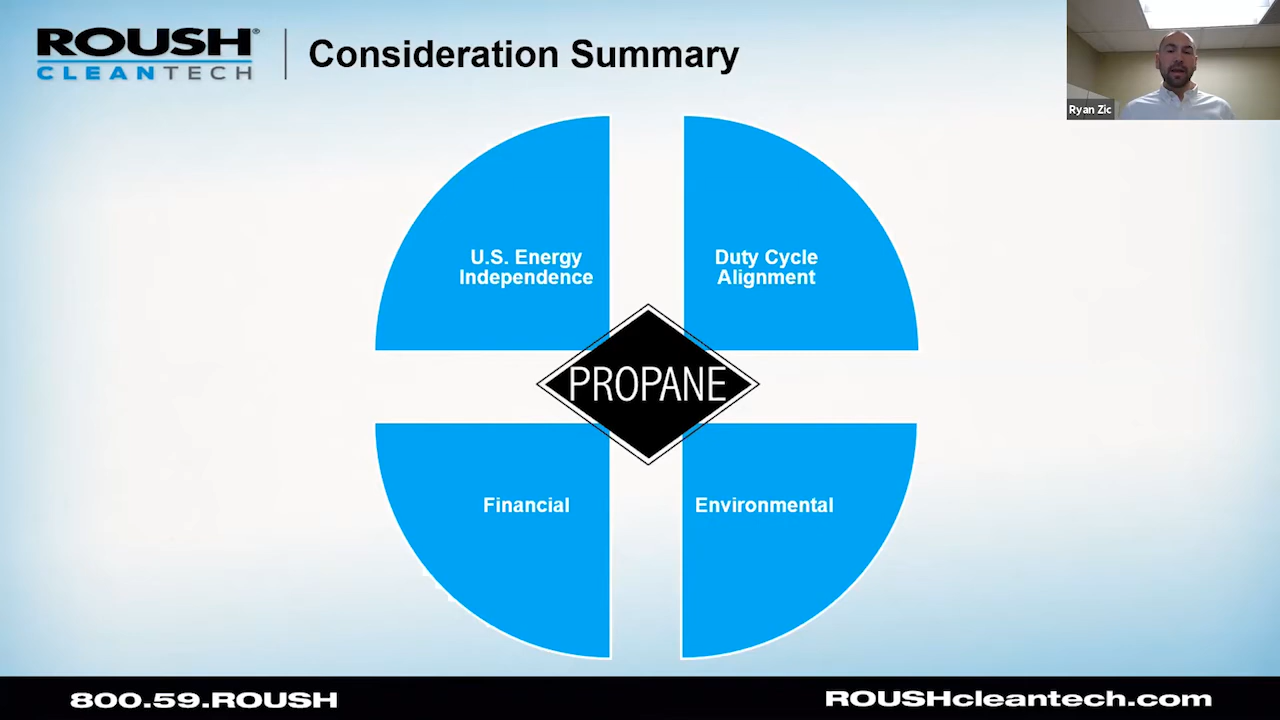 ROUSH®
CLEANTECH
Consideration Summary
Ryan Zic
U.S. Energy
Independence
Duty Cycle
Alignment
PROPANE
Financial
Environmental
800.59.ROUSH
ROUSHcleantech.com